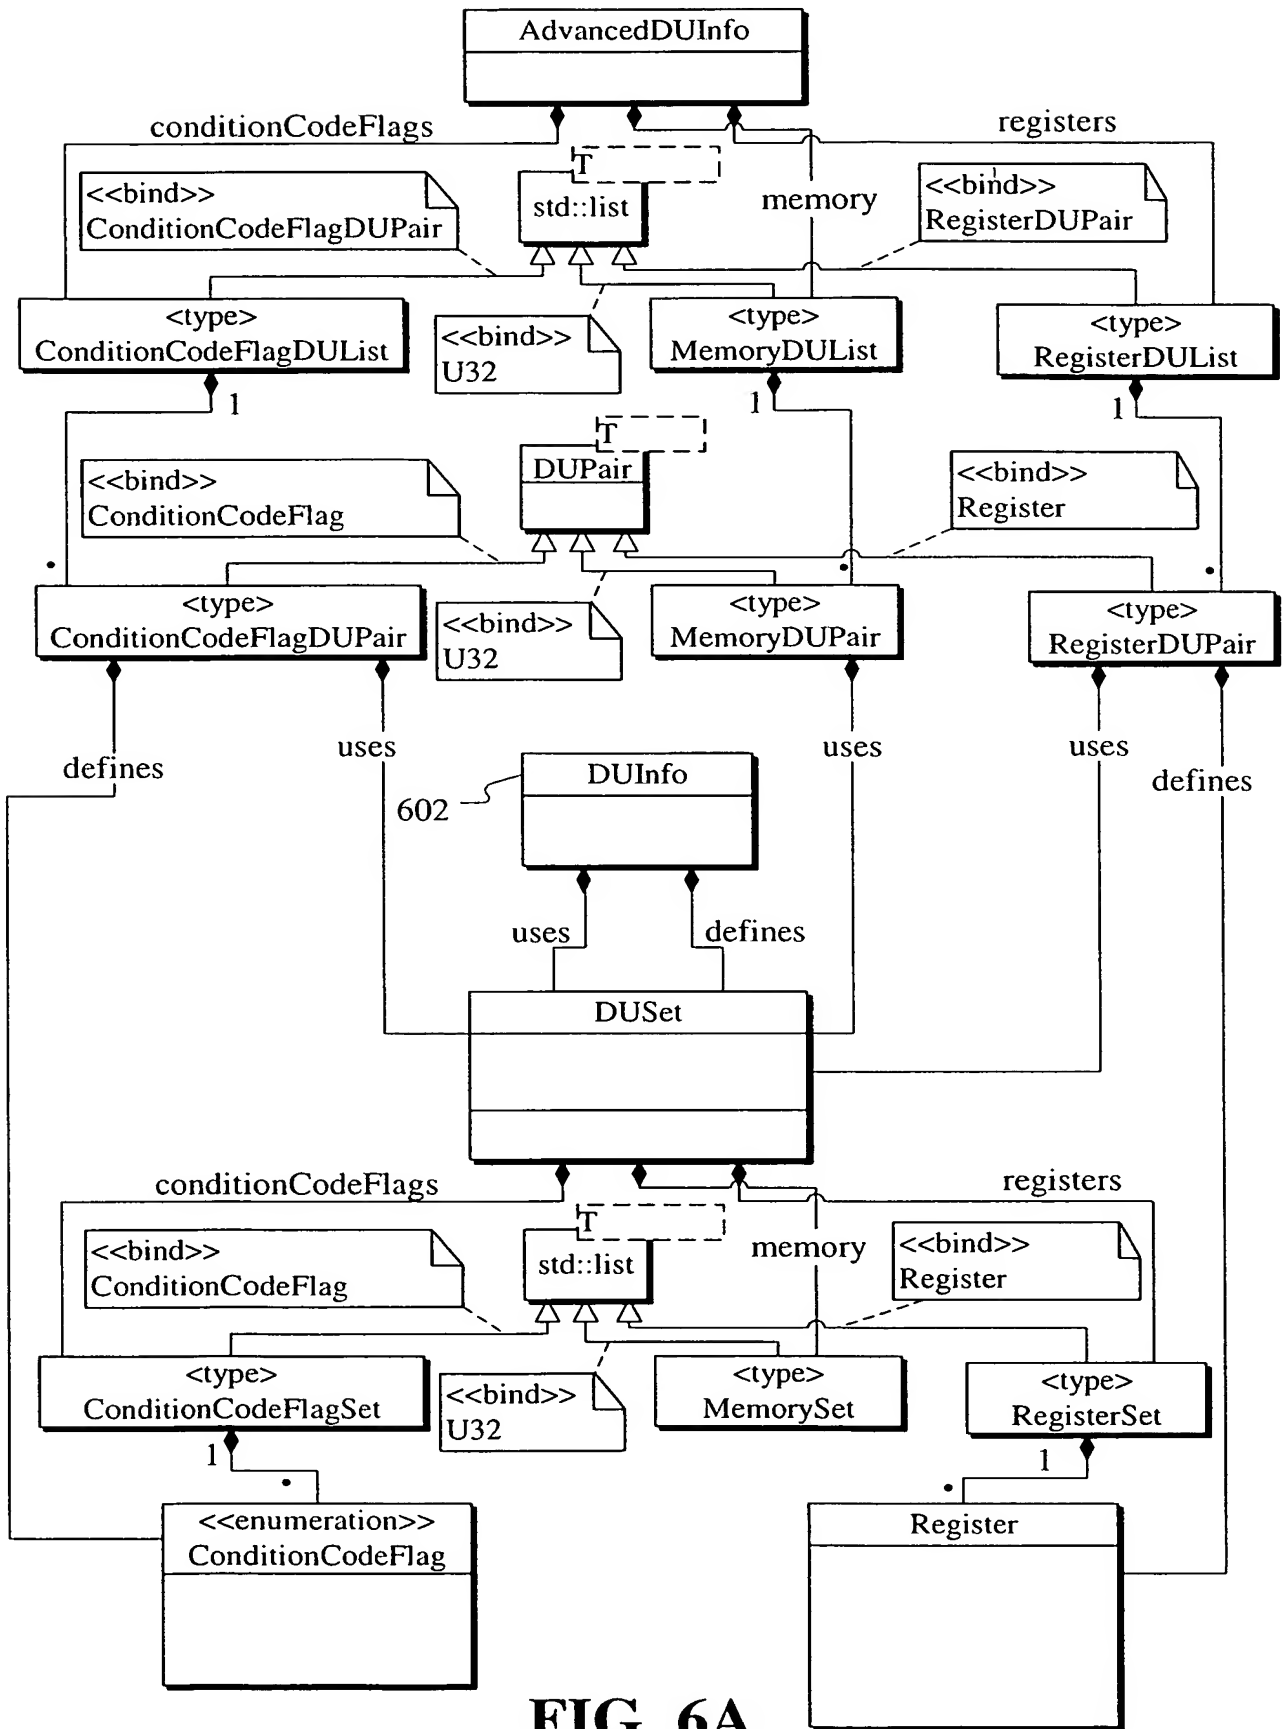 AdvancedDUInfo
conditionCodeFlags
registers
T
<<bind>>
ConditionCodeFlagDUPair
std::list
memory
<<bind>>
RegisterDUPair
<type>
ConditionCodeFlagDUList
<<bind>>
U32
<type>
MemoryDUList
<type>
RegisterDUList
1
1
1
T
<<bind>>
ConditionCodeFlag
DUPair
<<bind>>
Register
<type>
ConditionCodeFlagDUPair
<<bind>>
U32
<type>
MemoryDUPair
<type>
RegisterDUPair
defines
uses
uses
uses
defines
DUInfo
602
uses
defines
DUSet
conditionCodeFlags
registers
T
<<bind>>
ConditionCodeFlag
std::list
memory
<<bind>>
Register
<type>
ConditionCodeFlagSet
<<bind>>
U32
<type>
MemorySet
<type>
RegisterSet
1
1
<<enumeration>>
ConditionCodeFlag
Register
FIG. 6A